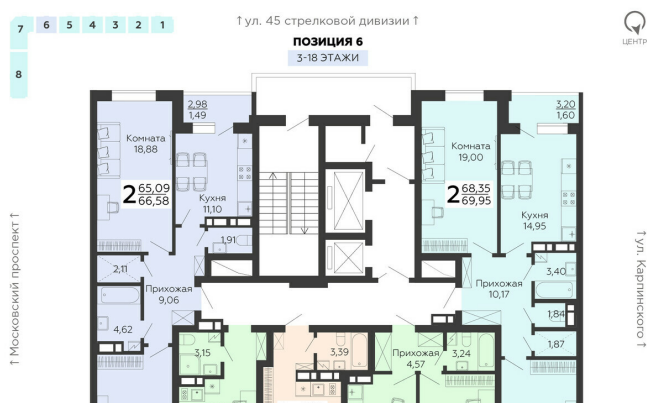 ↑ ул. 45 стрелковой дивизии ↑
ЦЕНТР
7 6 5 4 3 2 1
8
ПОЗИЦИЯ 6
3-18 ЭТАЖИ
↑ Московский проспект ↑
↑ ул. Карпинского ↑
2,98
1,49
3,20
1,60
Комната
18,88
Комната
19,00
2 65,09
66,58
2 68,35
69,95
Кухня
11,10
Кухня
14,95
1,91
2,11
3,40
Прихожая
9,06
Прихожая
10,17
4,62
1,84
1,87
3,15
3,39
Прихожая
4,57
3,24